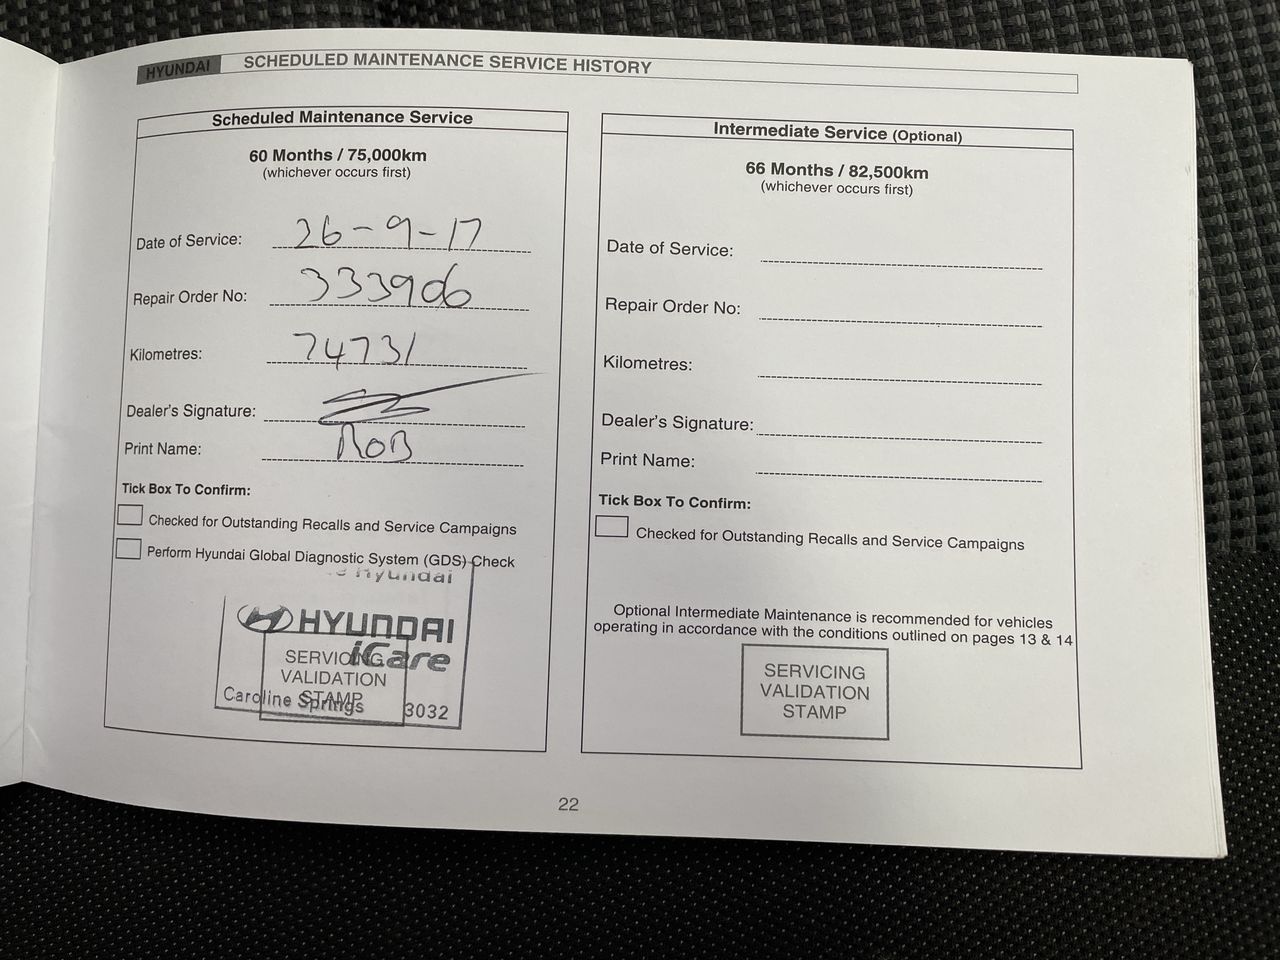 HYUNDAI SCHEDULED MAINTENANCE SERVICE HISTORY
Scheduled Maintenance Service
60 Months / 75,000km
(whichever occurs first)
Date of Service: 26-9-17
Repair Order No: 333906
Kilometres: 74731
Dealer's Signature:
Print Name: ROB
Tick Box To Confirm:
Checked for Outstanding Recalls and Service Campaigns
Perform Hyundai Global Diagnostic System (GDS) Check
Hyundai
HYUNDAI
iCare
SERVICING
VALIDATION
STAMP
Caroline Springs 3032
Intermediate Service (Optional)
66 Months / 82,500km
(whichever occurs first)
Date of Service:
Repair Order No:
Kilometres:
Dealer's Signature:
Print Name:
Tick Box To Confirm:
Checked for Outstanding Recalls and Service Campaigns
Optional Intermediate Maintenance is recommended for vehicles
operating in accordance with the conditions outlined on pages 13 & 14
SERVICING
VALIDATION
STAMP
22